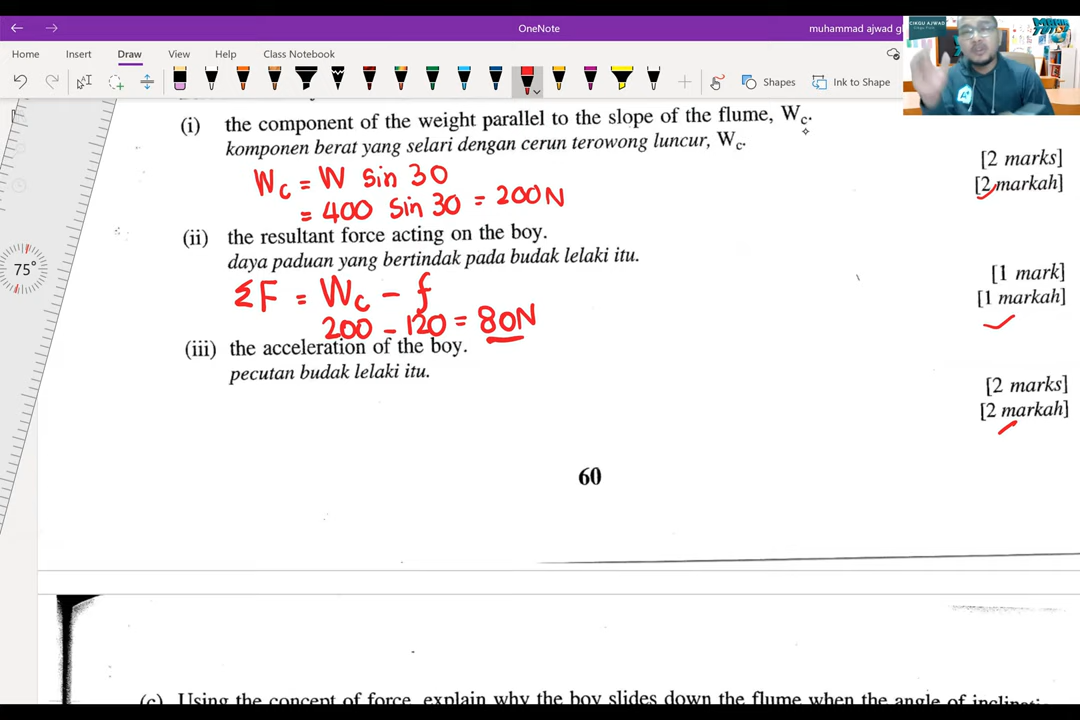 OneNote
muhammad ajwad
CIKGU AJWAD
Home Insert Draw View Help Class Notebook
Shapes Ink to Shape
(i) the component of the weight parallel to the slope of the flume, Wc.
komponen berat yang selari dengan cerun terowong luncur, Wc.
[2 marks]
[2 markah]
Wc = W sin 30
= 400 sin 30 = 200N
(ii) the resultant force acting on the boy.
daya paduan yang bertindak pada budak lelaki itu.
[1 mark]
[1 markah]
ΣF = Wc - f
200 - 120 = 80N
75°
(iii) the acceleration of the boy.
pecutan budak lelaki itu.
[2 marks]
[2 markah]
60
(c) Using the concept of force, explain why the boy slides down the flume when the angle of